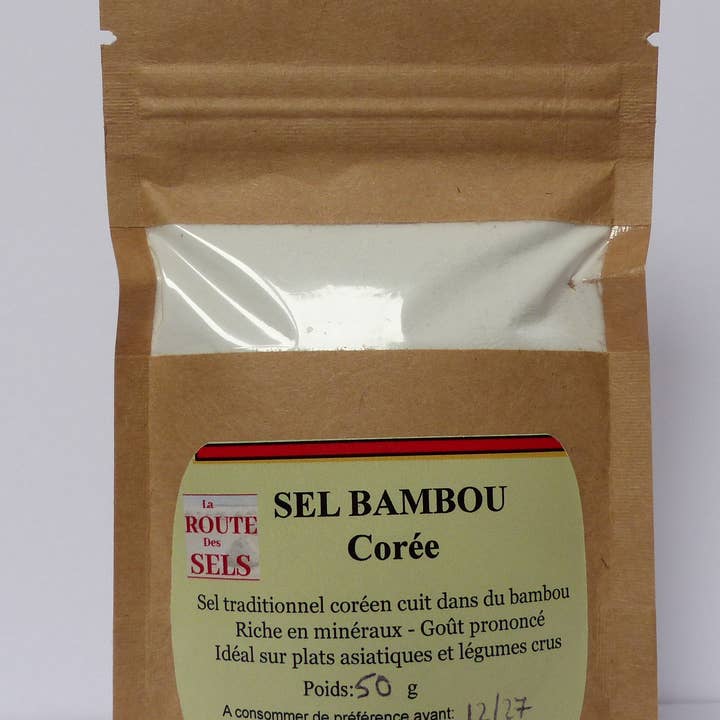 La
ROUTE
Des
SELS
SEL BAMBOU
Corée
Sel traditionnel coréen cuit dans du bambou
Riche en minéraux - Goût prononcé
Idéal sur plats asiatiques et légumes crus
Poids: 50 g
A consommer de préférence avant: 12/27